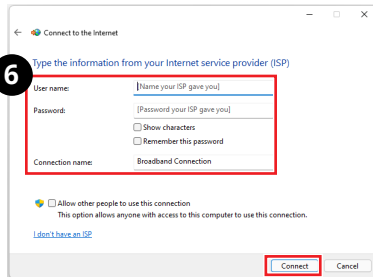 Connect to the Internet
Type the information from your Internet service provider (ISP)
6
User name: [Name your ISP gave you]
Password: [Password your ISP gave you]
Show characters
Remember this password
Connection name: Broadband Connection
Allow other people to use this connection
This option allows anyone with access to this computer to use this connection.
I don't have an ISP
Connect Cancel